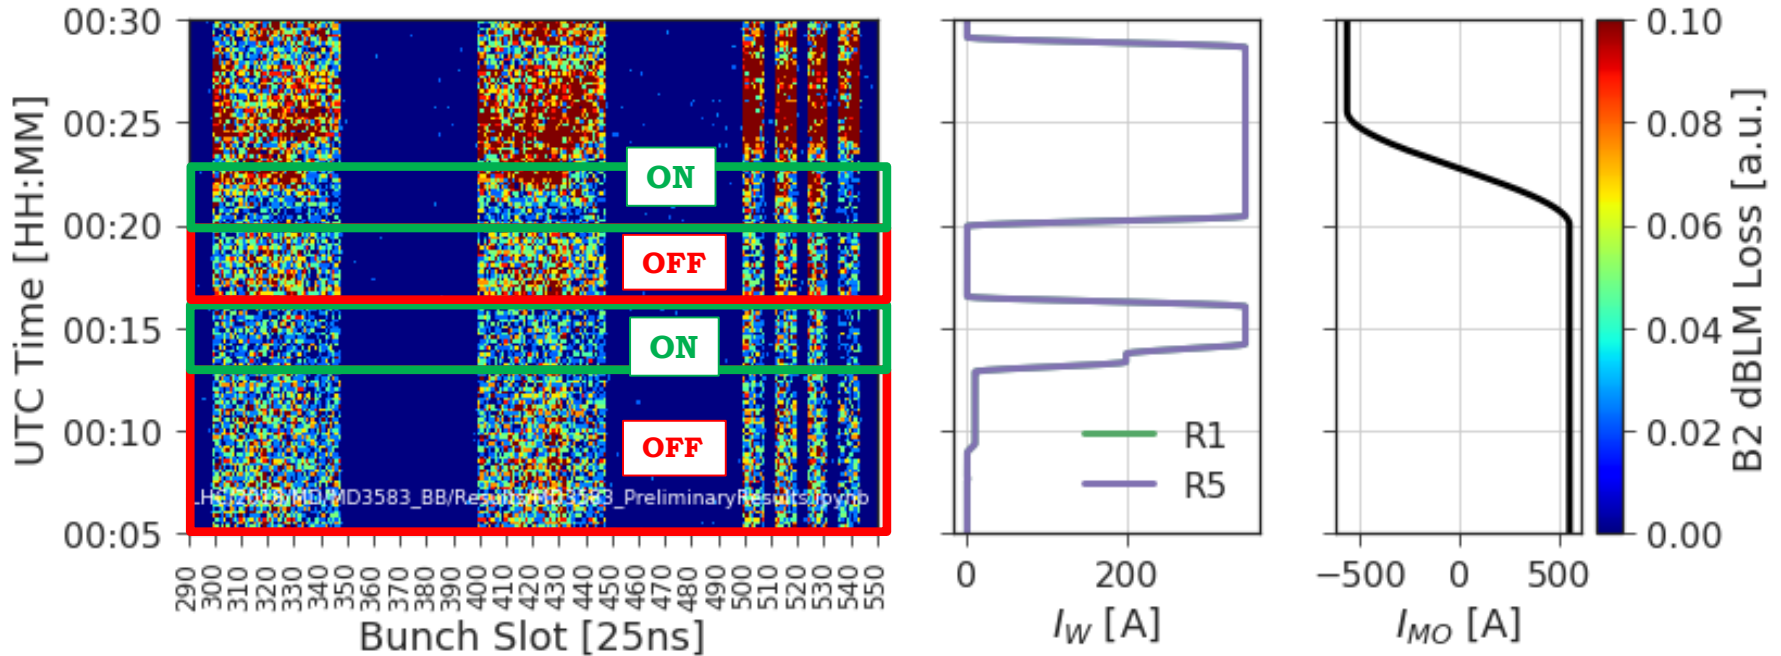 00:30
00:25
00:20
00:15
00:10
00:05
UTC Time [HH:MM]
ON
OFF
ON
OFF
MD3583_BB/Results
PreliminaryResults
290 300 310 320 330 340 350 360 370 380 390 400 410 420 430 440 450 460 470 480 490 500 510 520 530 540 550
Bunch Slot [25ns]
R1
R5
0 200
I_W [A]
−500 0 500
I_MO [A]
0.10
0.08
0.06
0.04
0.02
0.00
B2 dBLM Loss [a.u.]